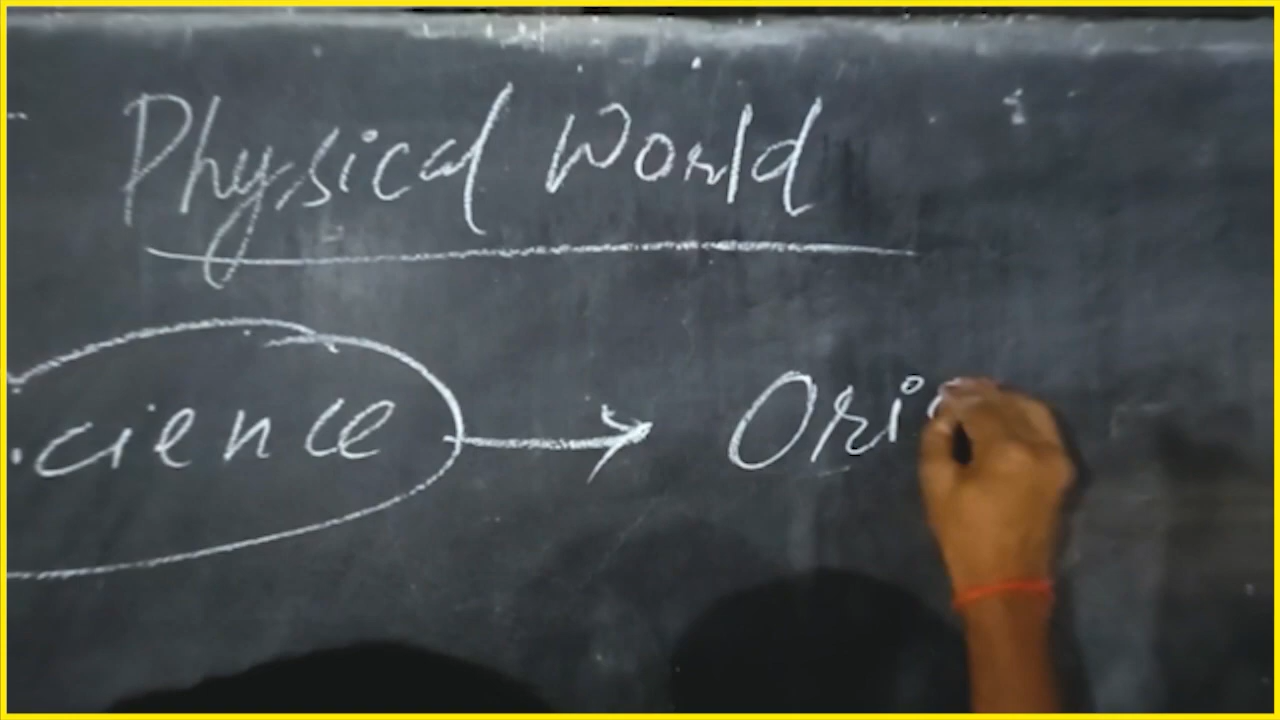 Physical World
cience → Ori